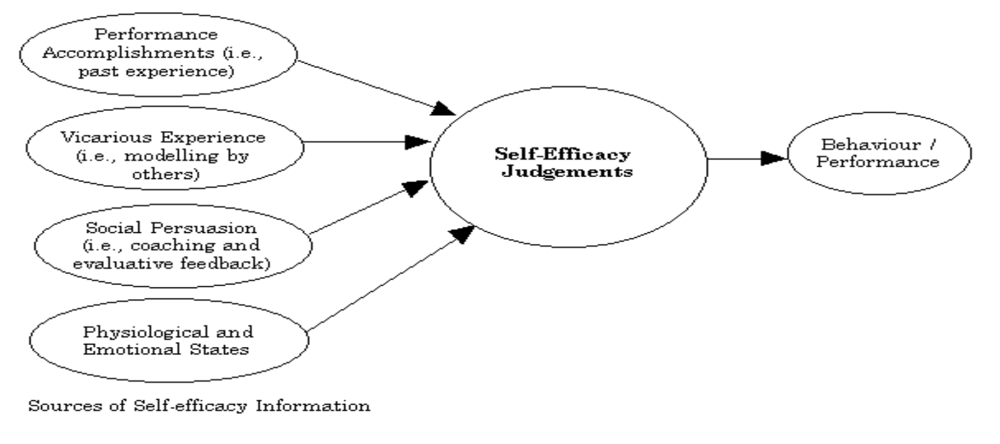 Performance
Accomplishments (i.e.,
past experience)
Vicarious Experience
(i.e., modelling by
others)
Social Persuasion
(i.e., coaching and
evaluative feedback)
Physiological and
Emotional States
Sources of Self-efficacy Information
Self-Efficacy
Judgements
Behaviour /
Performance